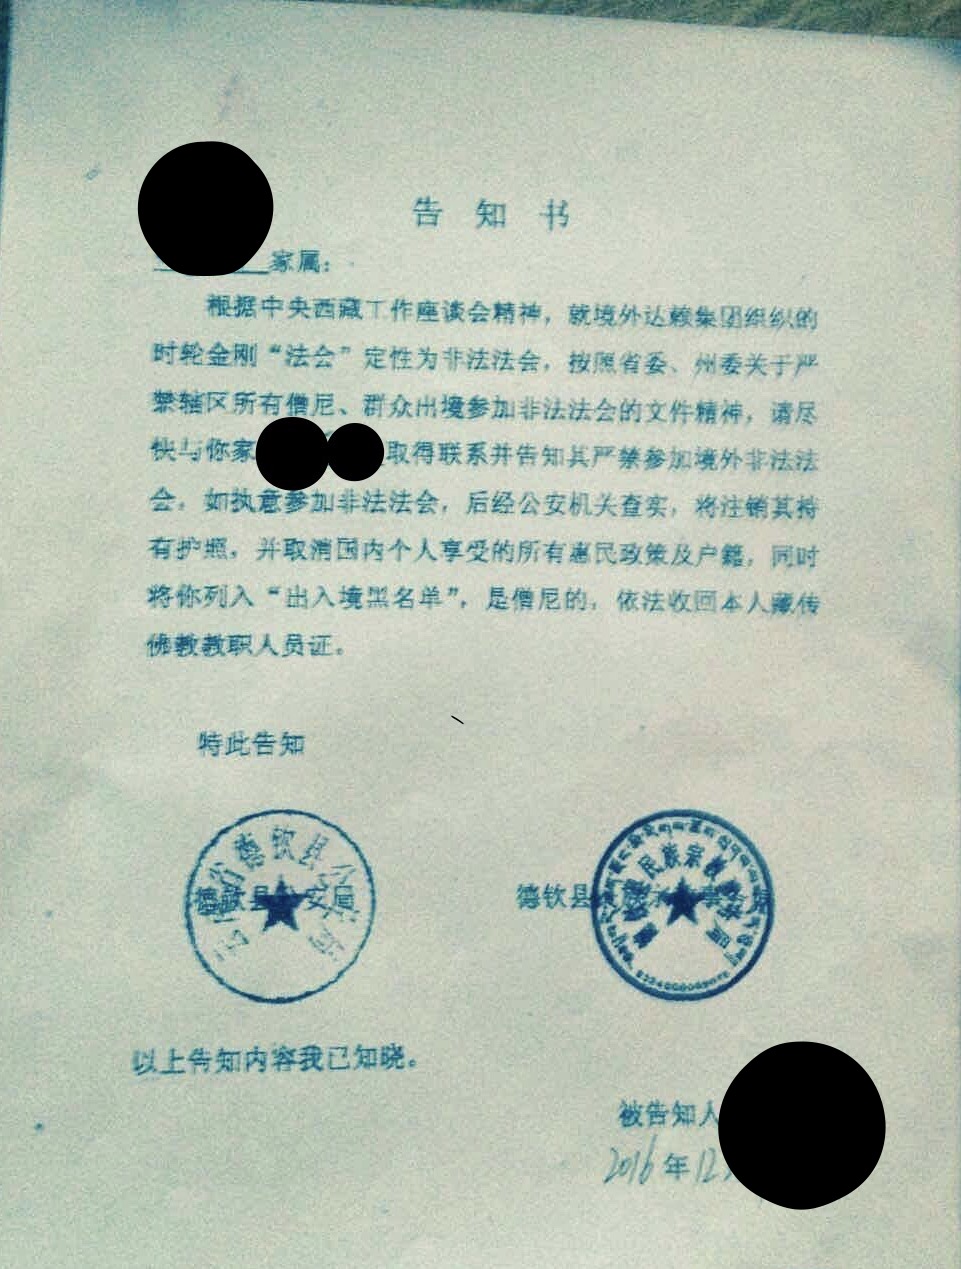 告知书
家属：
根据中央西藏工作座谈会精神，就境外达赖集团组织的
时轮金刚“法会”定性为非法法会，按照省委、州委关于严
禁辖区所有僧尼、群众出境参加非法法会的文件精神，请尽
快与你家
取得联系并告知其严禁参加境外非法法
会。如执意参加非法法会，后经公安机关查实，将注销其持
有护照。并取消国内个人享受的所有惠民政策及户籍，同时
将你列入“出入境黑名单”，是僧尼的，依法收回本人藏传
佛教教职人员证。
特此告知
德钦县公安局
德钦县
以上告知内容我已知晓。
被告知人
2016年12